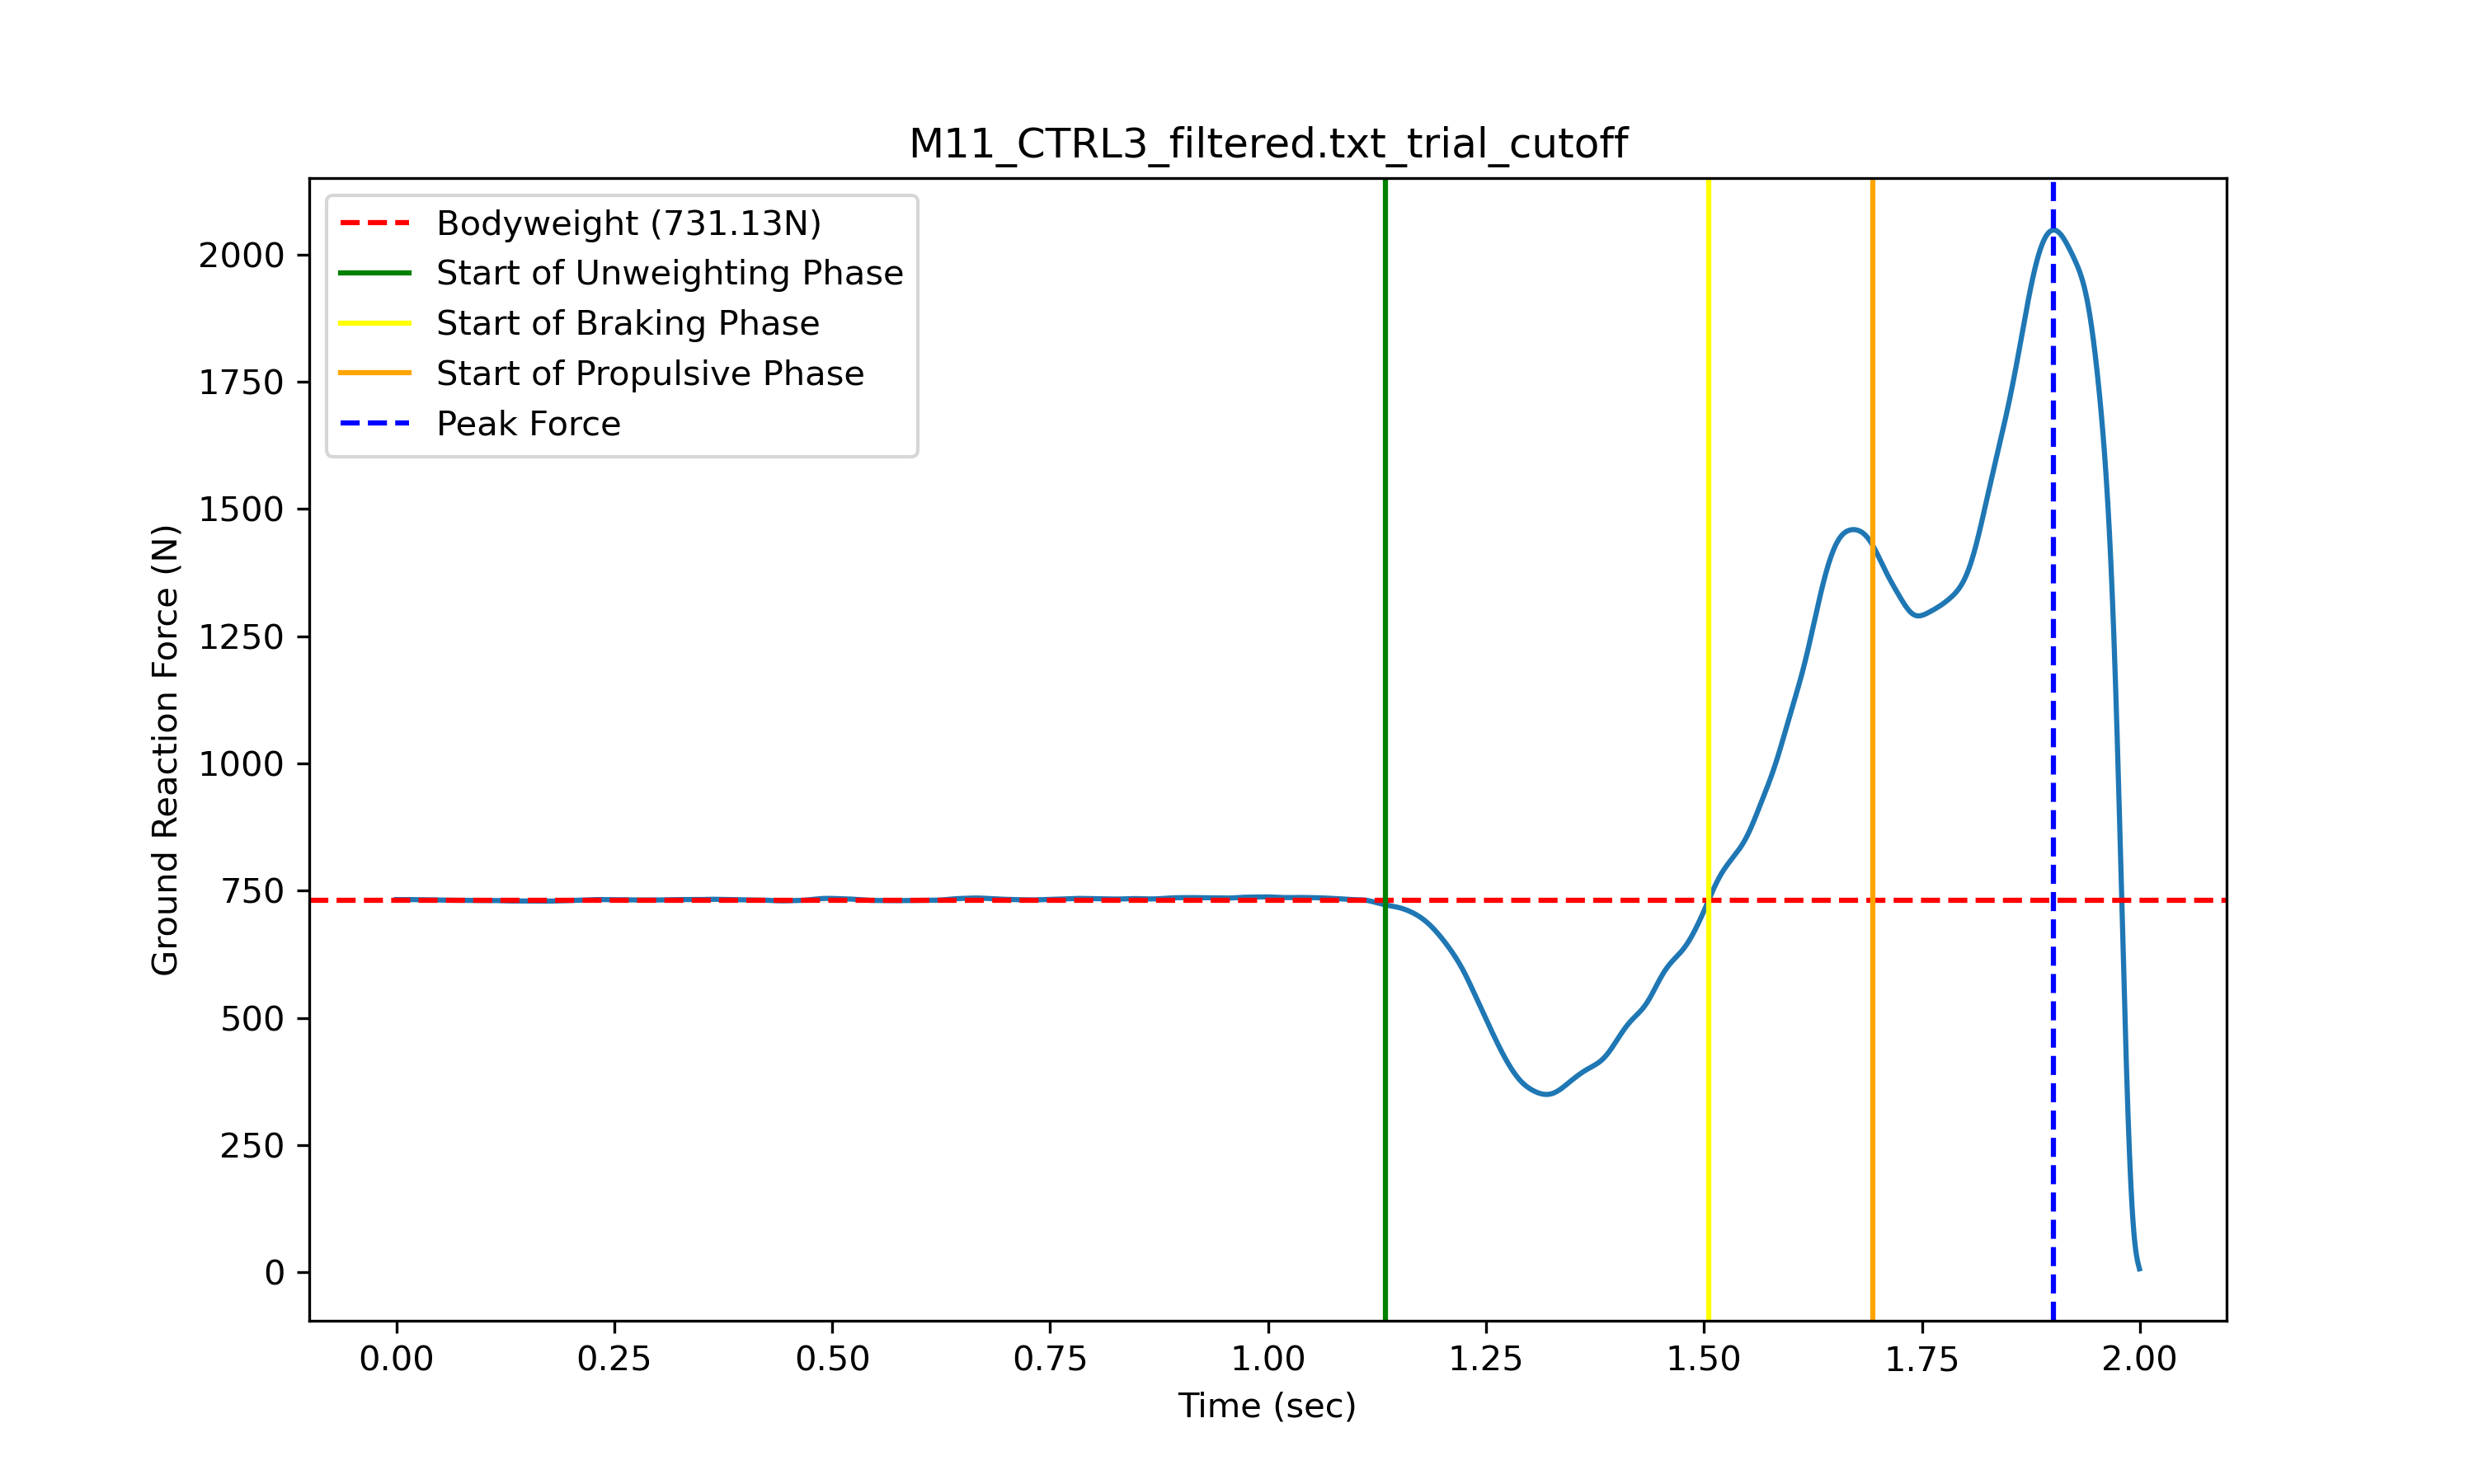 M11_CTRL3_filtered.txt_trial_cutoff
Bodyweight (731.13N)
Start of Unweighting Phase
Start of Braking Phase
Start of Propulsive Phase
Peak Force
Ground Reaction Force (N)
2000
1750
1500
1250
1000
750
500
250
0
0.00 0.25 0.50 0.75 1.00 1.25 1.50 1.75 2.00
Time (sec)